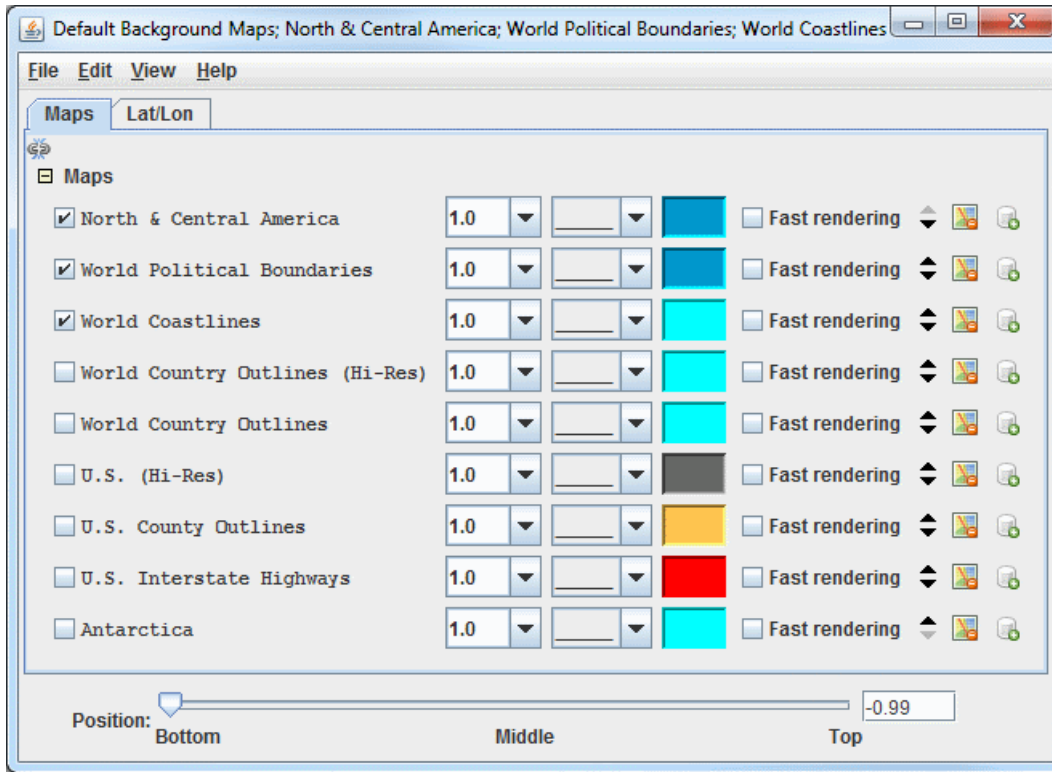 Default Background Maps; North & Central America; World Political Boundaries; World Coastlines
File Edit View Help
Maps Lat/Lon
Maps
North & Central America 1.0 Fast rendering
World Political Boundaries 1.0 Fast rendering
World Coastlines 1.0 Fast rendering
World Country Outlines (Hi-Res) 1.0 Fast rendering
World Country Outlines 1.0 Fast rendering
U.S. (Hi-Res) 1.0 Fast rendering
U.S. County Outlines 1.0 Fast rendering
U.S. Interstate Highways 1.0 Fast rendering
Antarctica 1.0 Fast rendering
Position: -0.99
Bottom Middle Top